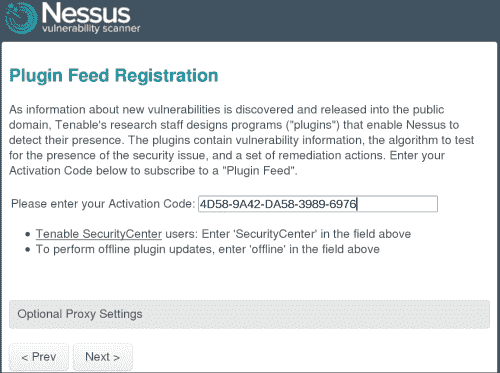 Nessus
vulnerability scanner
Plugin Feed Registration
As information about new vulnerabilities is discovered and released into the public
domain, Tenable's research staff designs programs ("plugins") that enable Nessus to
detect their presence. The plugins contain vulnerability information, the algorithm to test
for the presence of the security issue, and a set of remediation actions. Enter your
Activation Code below to subscribe to a "Plugin Feed".
Please enter your Activation Code: 4D58-9A42-DA58-3989-6976
Tenable SecurityCenter users: Enter 'SecurityCenter' in the field above
To perform offline plugin updates, enter 'offline' in the field above
Optional Proxy Settings
< Prev Next >